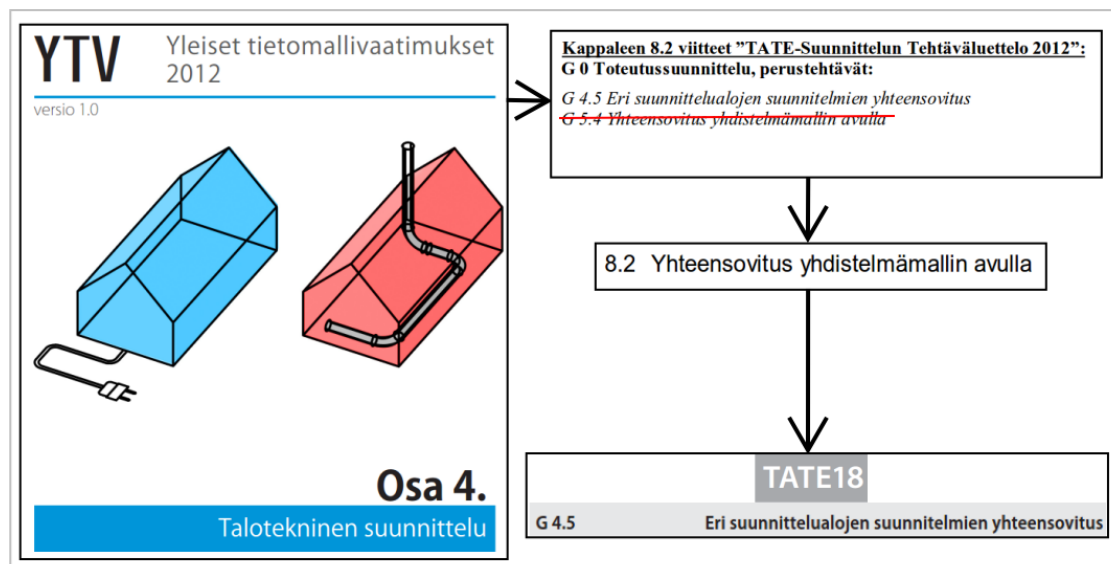 YTV
Yleiset tietomallivaatimukset
2012
versio 1.0
Osa 4.
Talotekninen suunnittelu
Kappaleen 8.2 viitteet ”TATE-Suunnittelun Tehtäväluettelo 2012”:
G 0 Toteutussuunnittelu, perustehtävät:
G 4.5 Eri suunnittelualojen suunnitelmien yhteensovitus
G 5.4 Yhteensovitus yhdistelmämallin avulla
8.2 Yhteensovitus yhdistelmämallin avulla
TATE18
G 4.5 Eri suunnittelualojen suunnitelmien yhteensovitus